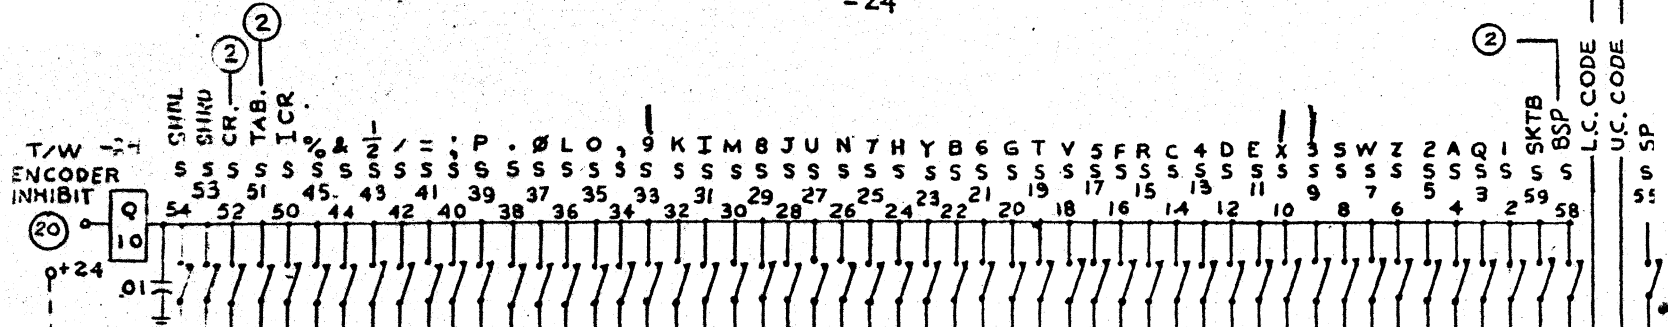 -24
2
2
2
SHRD
CR.
TAB.
ICR.
% & ½ / = ; P . Ø L O , 9 K I M 8 J U N 7 H Y B 6 G T V 5 F R C 4 D E X 3 S W Z 2 A Q 1
SKTB
BSP
L.C. CODE
U.C. CODE
SP
T/W -24
ENCODER
INHIBIT
S S S S S S S S S S S S S S S S S S S S S S S S S S S S S S S S S S S S S S S S S S S S S S S S S S S S
53 51 45. 43 41 39 37 35 33 31 29 27 25 23 21 19 17 15 13 11 9 7 5 3 59 55
54 52 50 44 42 40 38 36 34 32 30 28 26 24 22 20 18 16 14 12 10 8 6 4 2 58
20
Q
10
+24
.01